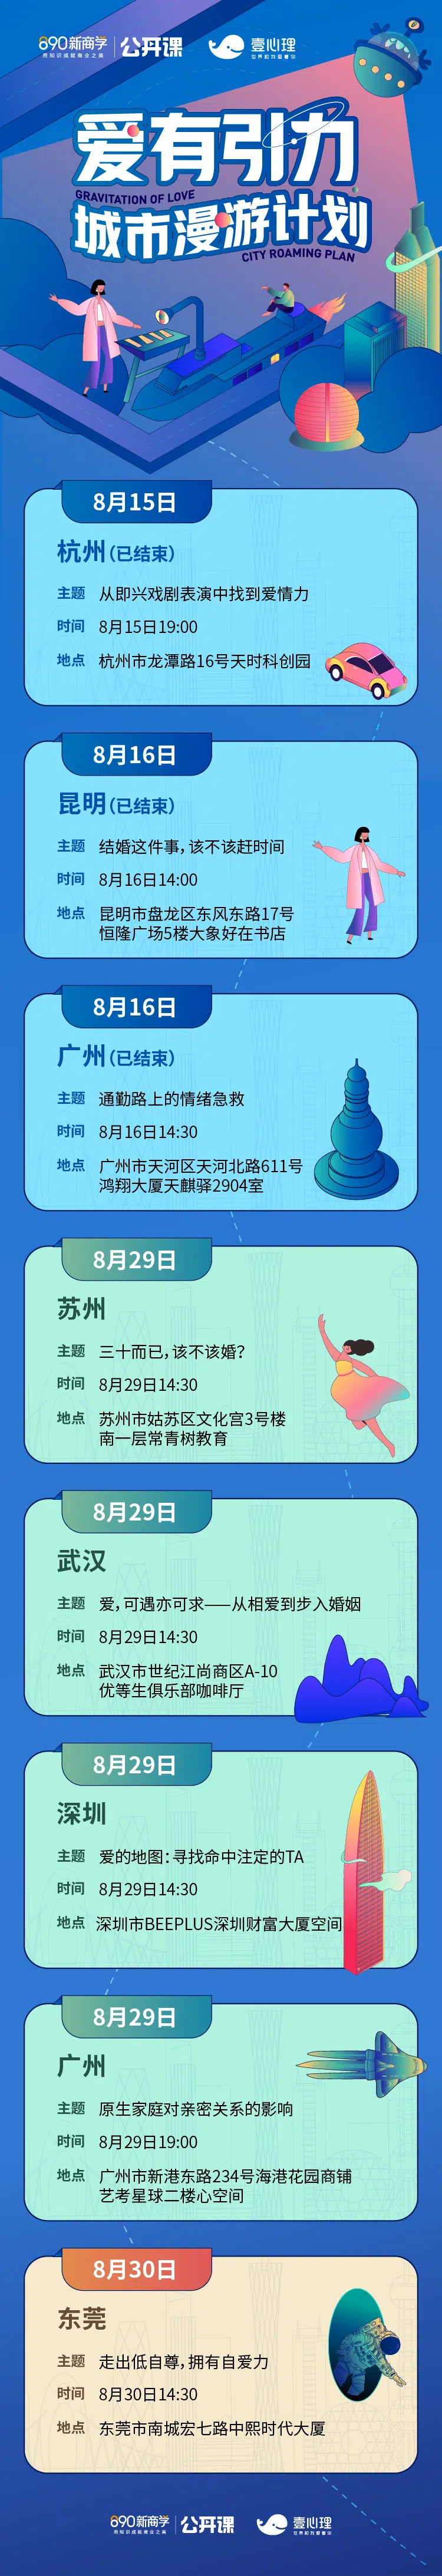 890新商学
用知识成就商业之美
公开课
壹心理
世界和我爱着你
爱有引力
GRAVITATION OF LOVE
城市漫游计划
CITY ROAMING PLAN
8月15日
杭州(已结束)
主题 从即兴戏剧表演中找到爱情力
时间 8月15日19:00
地点 杭州市龙潭路16号天时科创园
8月16日
昆明(已结束)
主题 结婚这件事,该不该赶时间
时间 8月16日14:00
地点 昆明市盘龙区东风东路17号
恒隆广场5楼大象好在书店
8月16日
广州(已结束)
主题 通勤路上的情绪急救
时间 8月16日14:30
地点 广州市天河区天河北路611号
鸿翔大厦天麒驿2904室
8月29日
苏州
主题 三十而已,该不该婚?
时间 8月29日14:30
地点 苏州市姑苏区文化宫3号楼
南一层常青树教育
8月29日
武汉
主题 爱,可遇亦可求——从相爱到步入婚姻
时间 8月29日14:30
地点 武汉市世纪江尚商区A-10
优等生俱乐部咖啡厅
8月29日
深圳
主题 爱的地图:寻找命中注定的TA
时间 8月29日14:30
地点 深圳市BEEPLUS深圳财富大厦空间
8月29日
广州
主题 原生家庭对亲密关系的影响
时间 8月29日19:00
地点 广州市新港东路234号海港花园商铺
艺考星球二楼心空间
8月30日
东莞
主题 走出低自尊,拥有自爱力
时间 8月30日14:30
地点 东莞市南城宏七路中熙时代大厦
890新商学
用知识成就商业之美
公开课
壹心理
世界和我爱着你